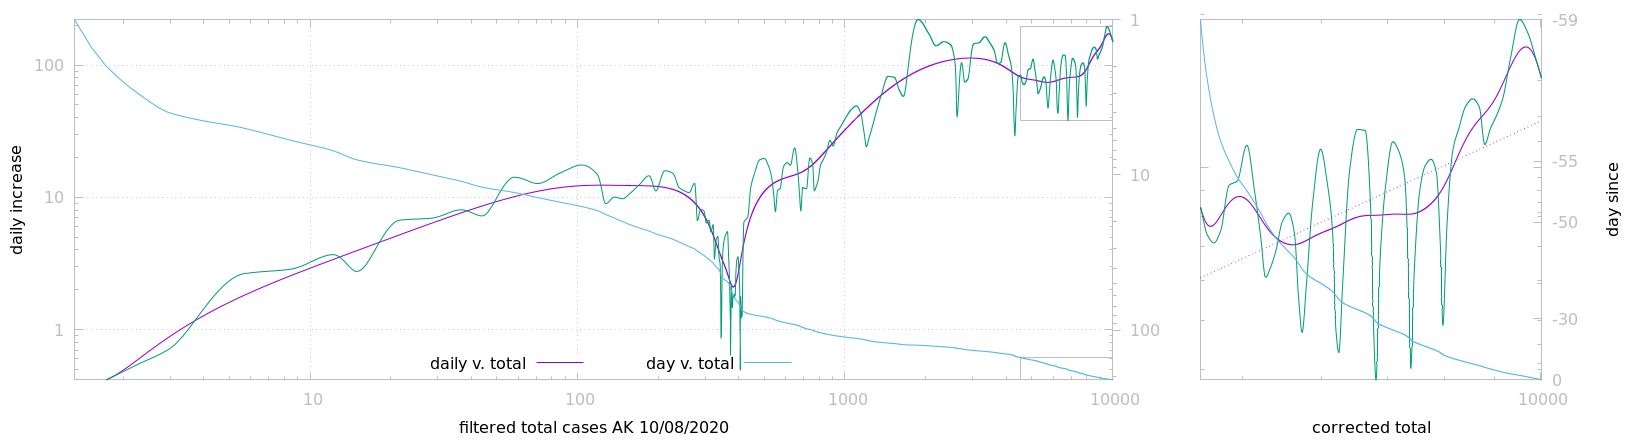 1
-59
100
10
-55
10
-50
daily increase
day since
-30
1
100
daily v. total
day v. total
0
10
100
1000
10000
10000
filtered total cases AK 10/08/2020
corrected total